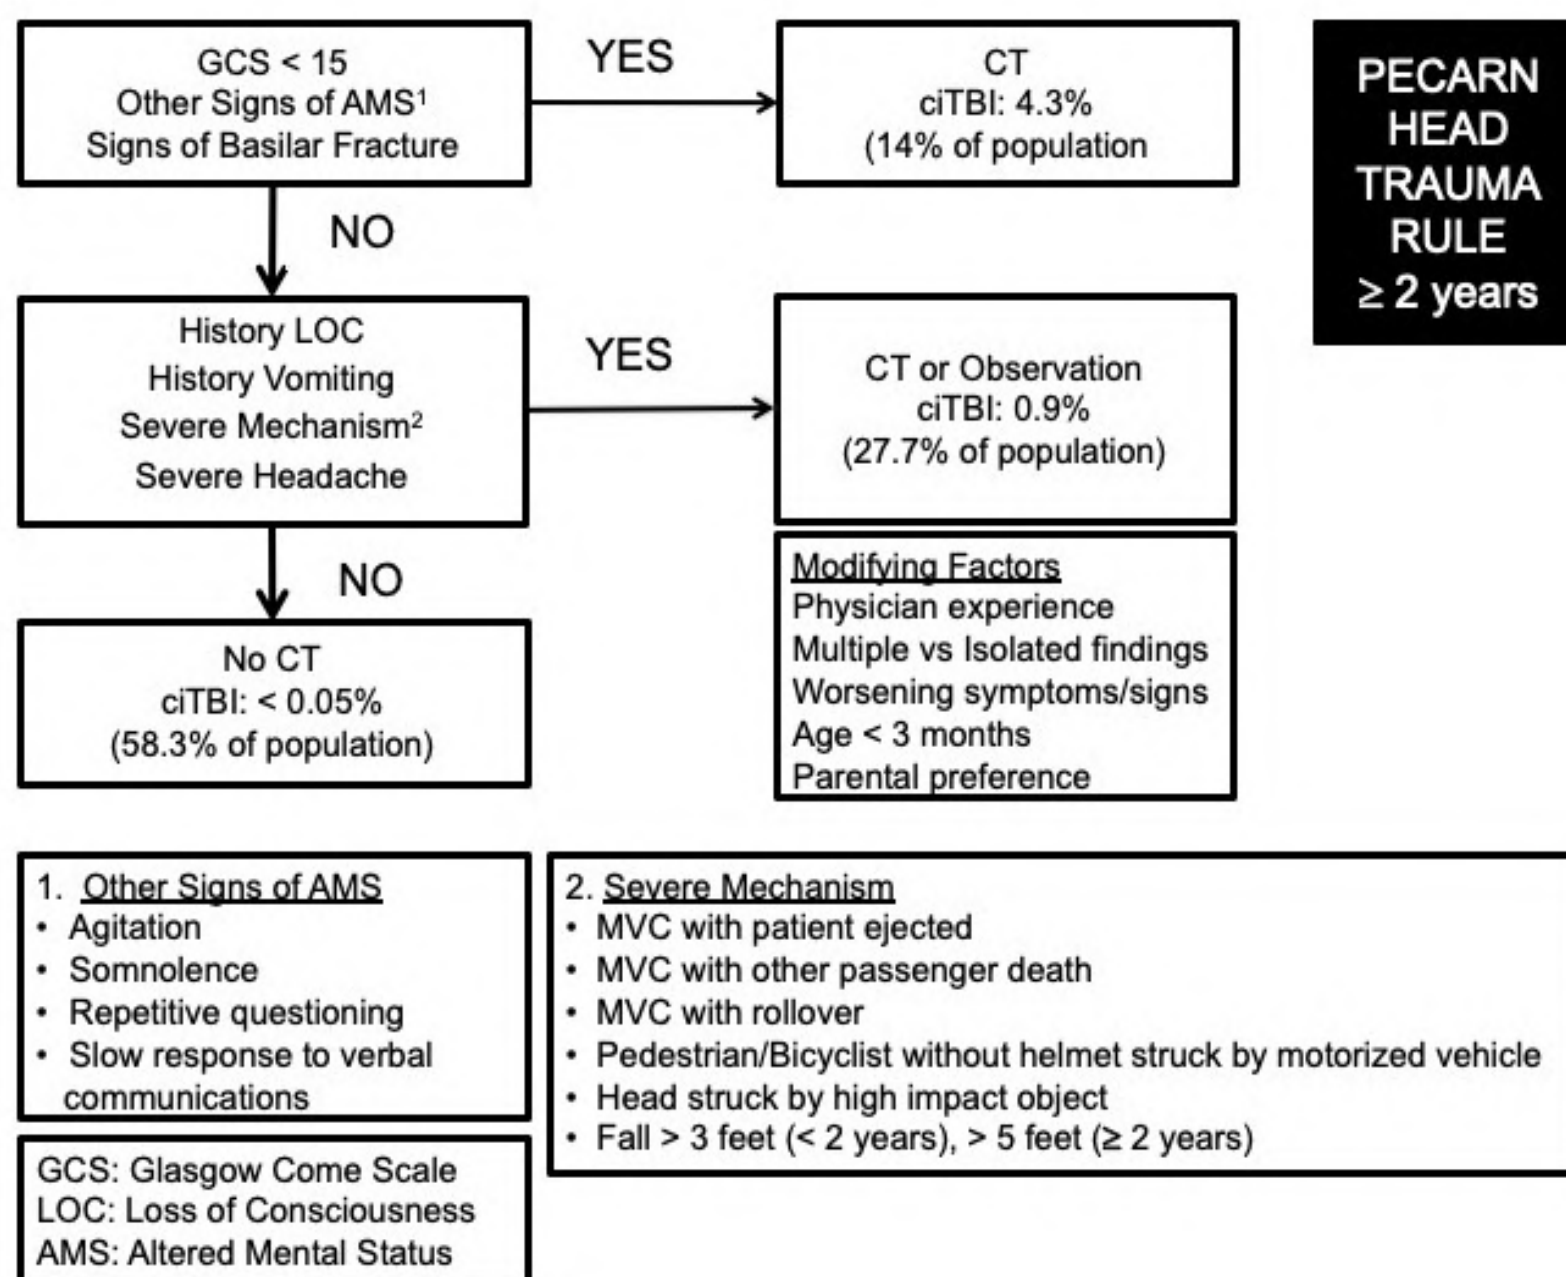 GCS < 15
Other Signs of AMS¹
Signs of Basilar Fracture
YES
CT
ciTBI: 4.3%
(14% of population
PECARN
HEAD
TRAUMA
RULE
≥ 2 years
NO
History LOC
History Vomiting
Severe Mechanism²
Severe Headache
YES
CT or Observation
ciTBI: 0.9%
(27.7% of population)
Modifying Factors
Physician experience
Multiple vs Isolated findings
Worsening symptoms/signs
Age < 3 months
Parental preference
NO
No CT
ciTBI: < 0.05%
(58.3% of population)
1. Other Signs of AMS
• Agitation
• Somnolence
• Repetitive questioning
• Slow response to verbal
communications
2. Severe Mechanism
• MVC with patient ejected
• MVC with other passenger death
• MVC with rollover
• Pedestrian/Bicyclist without helmet struck by motorized vehicle
• Head struck by high impact object
• Fall > 3 feet (< 2 years), > 5 feet (≥ 2 years)
GCS: Glasgow Come Scale
LOC: Loss of Consciousness
AMS: Altered Mental Status